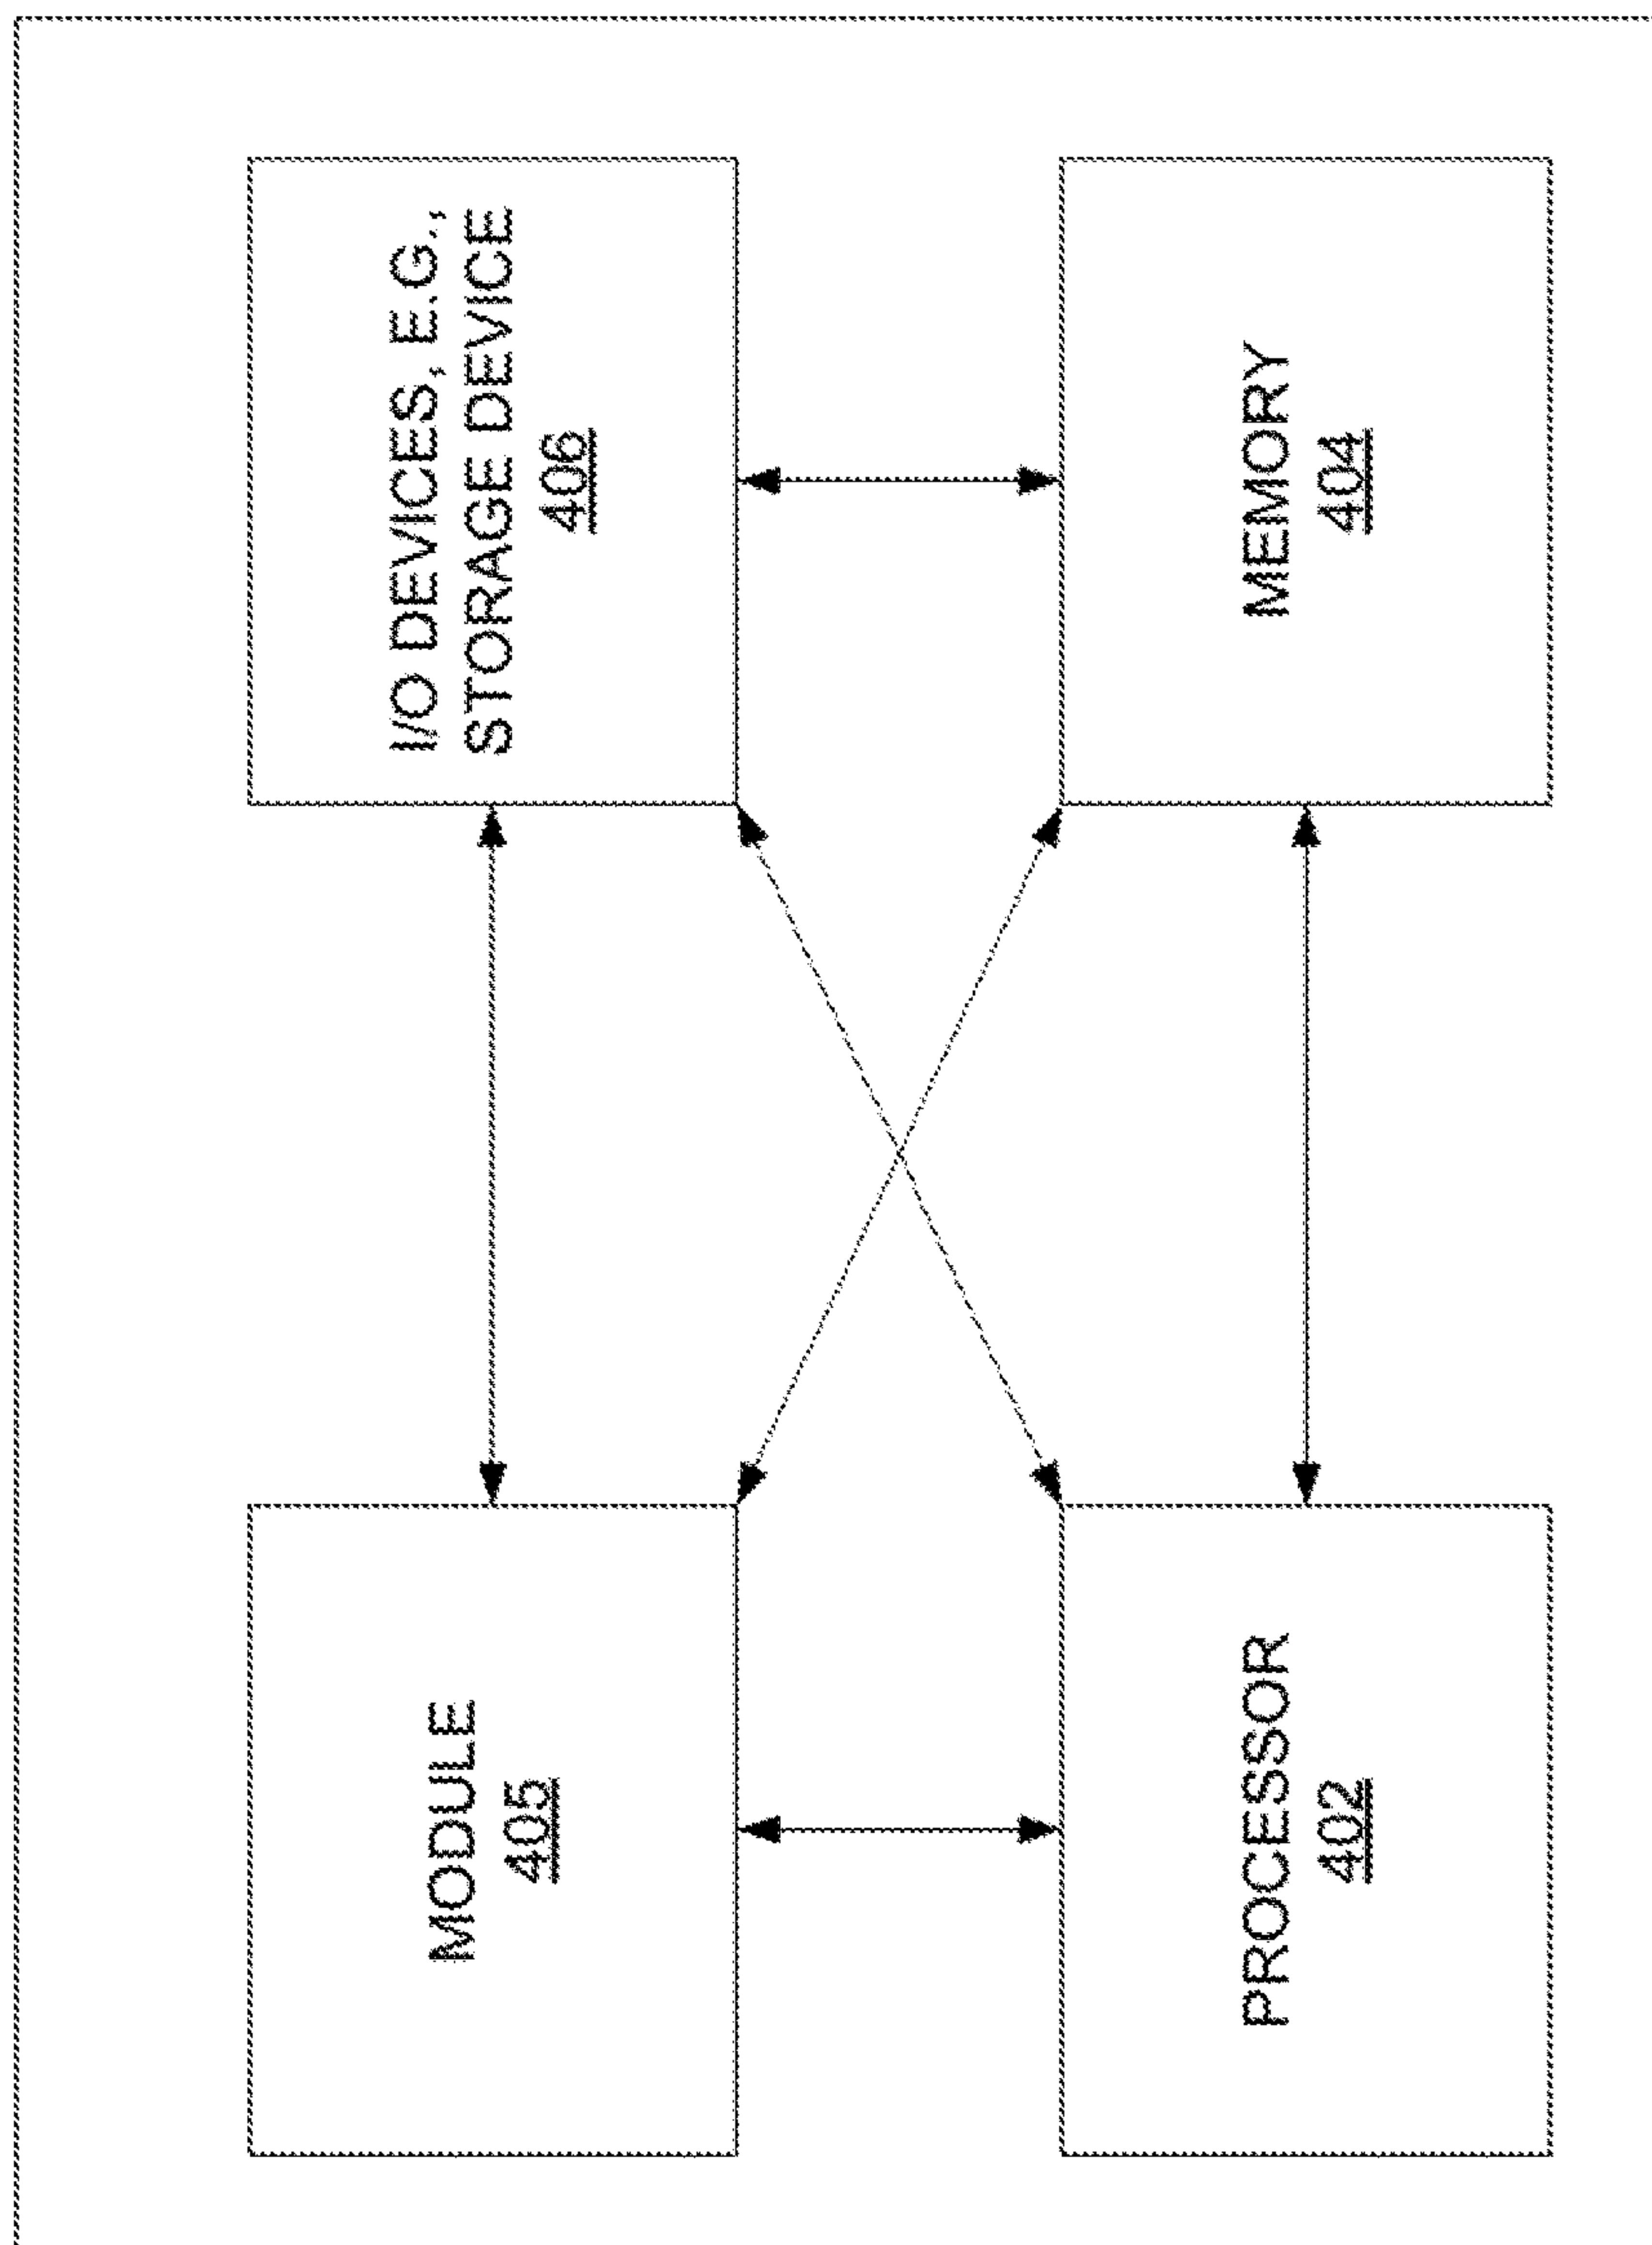 MODULE
405
I/O DEVICES, E.G.,
STORAGE DEVICE
406
PROCESSOR
402
MEMORY
404